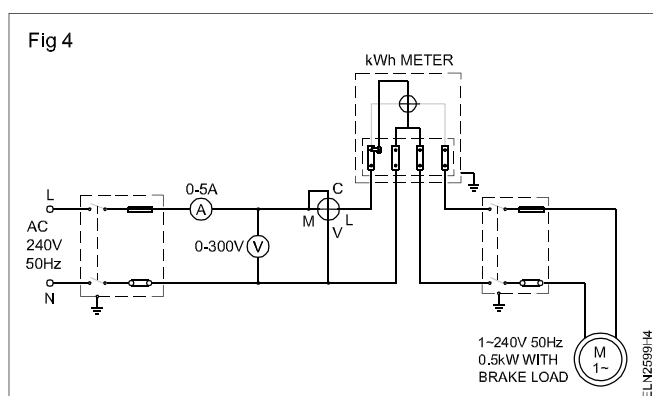 Fig 4
kWh METER
L
AC
240V
50Hz
N
0-5A
A
0-300V
V
M
C
L
V
1~240V 50Hz
0.5kW WITH
BRAKE LOAD
M
1~
ELN2599H4